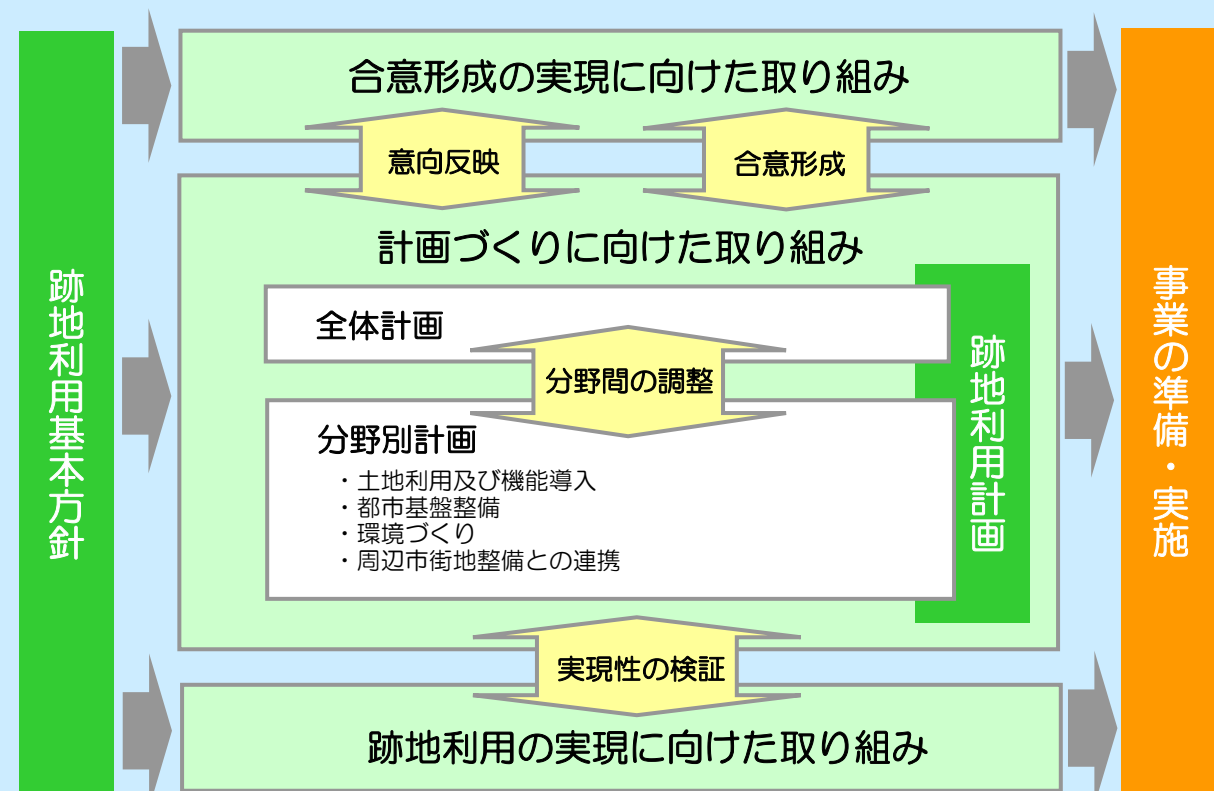 跡地利用基本方針
合意形成の実現に向けた取り組み
意向反映
合意形成
計画づくりに向けた取り組み
全体計画
分野間の調整
分野別計画
・土地利用及び機能導入
・都市基盤整備
・環境づくり
・周辺市街地整備との連携
跡地利用計画
実現性の検証
跡地利用の実現に向けた取り組み
事業の準備・実施